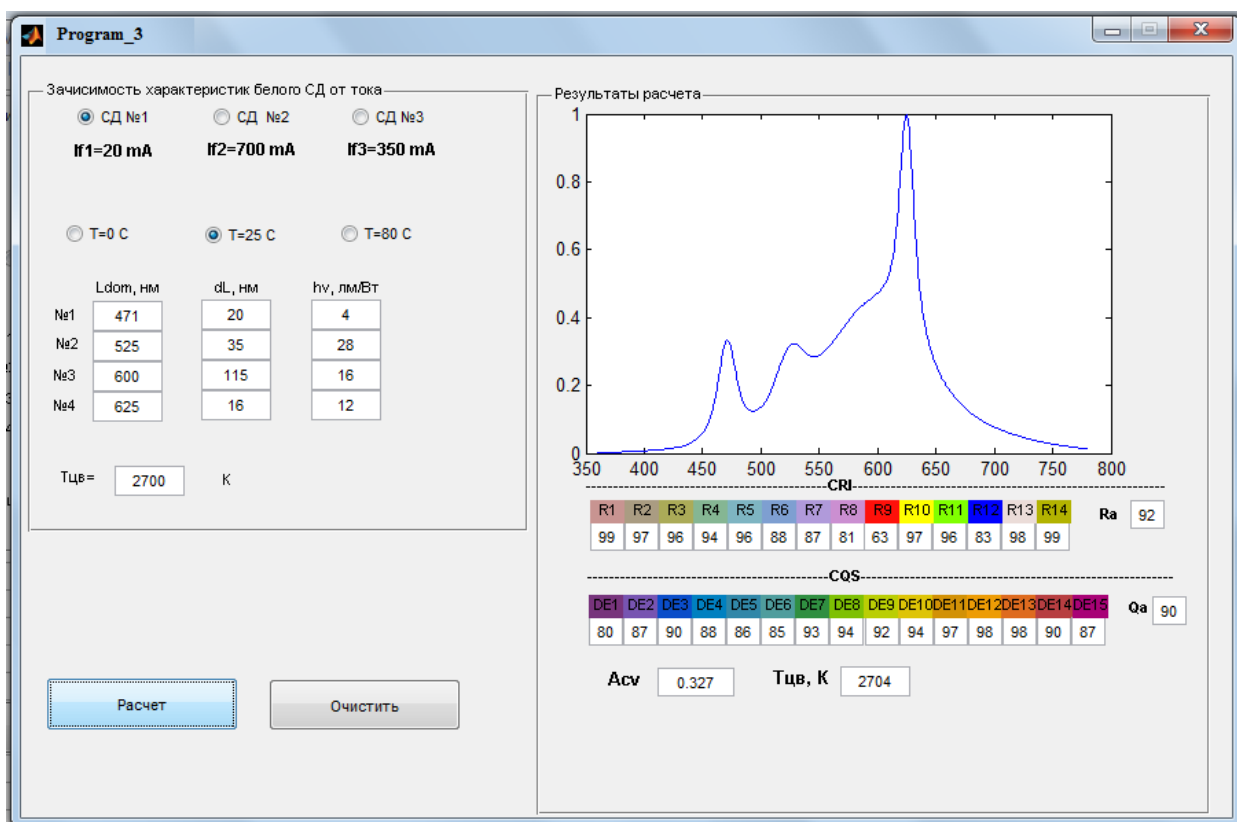 Program_3
Зачисимость характеристик белого СД от тока
СД №1 СД №2 СД №3
If1=20 mA If2=700 mA If3=350 mA
T=0 C T=25 C T=80 C
Ldom, нм dL, нм hv, лм/Вт
№1 471 20 4
№2 525 35 28
№3 600 115 16
№4 625 16 12
Тцв= 2700 К
Расчет Очистить
Результаты расчета
1
0.8
0.6
0.4
0.2
0
350 400 450 500 550 600 650 700 750 800
CRI
R1 R2 R3 R4 R5 R6 R7 R8 R9 R10 R11 R12 R13 R14 Ra 92
99 97 96 94 96 88 87 81 63 97 96 83 98 99
CQS
DE1 DE2 DE3 DE4 DE5 DE6 DE7 DE8 DE9 DE10 DE11 DE12 DE13 DE14 DE15 Qa 90
80 87 90 88 86 85 93 94 92 94 97 98 98 90 87
Acv 0.327 Тцв, К 2704